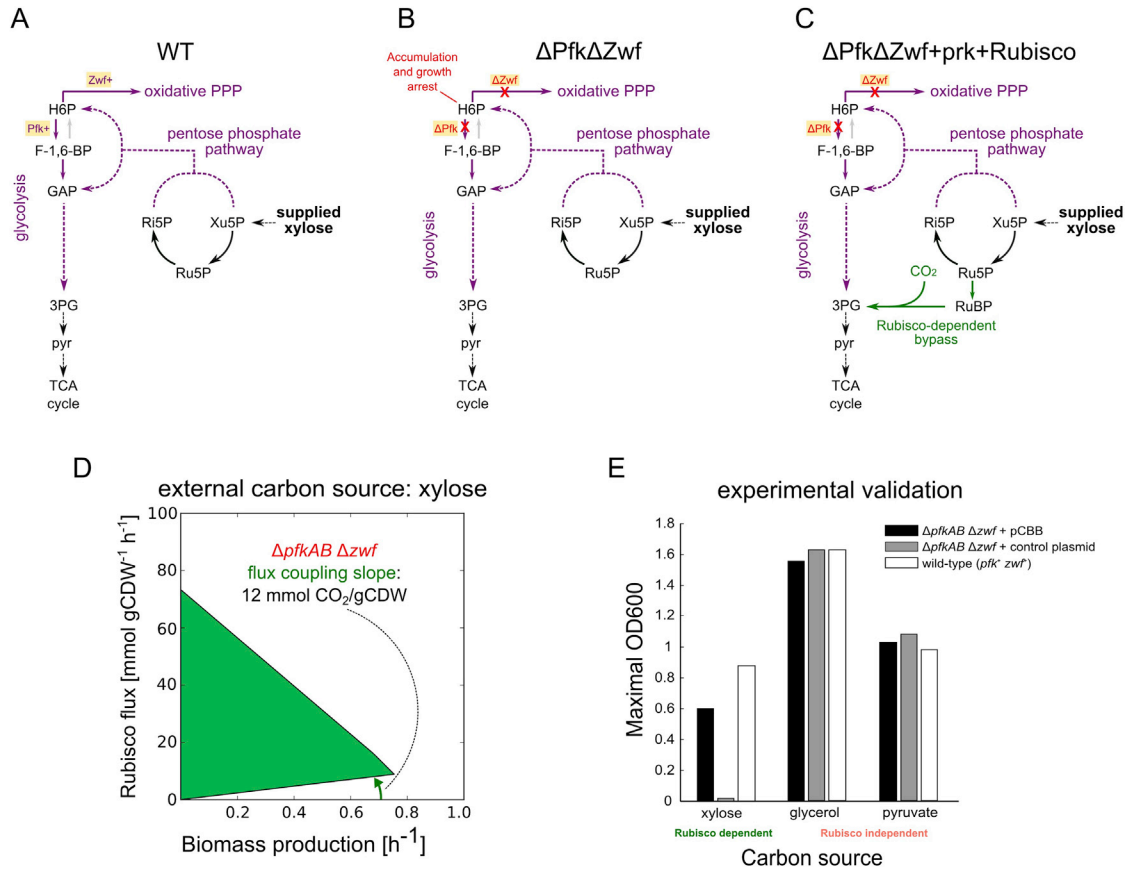 A
WT
Zwf+
oxidative PPP
H6P
Pfk+
F-1,6-BP
pentose phosphate
pathway
GAP
glycolysis
Ri5P
Xu5P
supplied
xylose
Ru5P
3PG
pyr
TCA
cycle
B
ΔPfkΔZwf
Accumulation
and growth
arrest
ΔZwf
oxidative PPP
H6P
ΔPfk
F-1,6-BP
pentose phosphate
pathway
GAP
glycolysis
Ri5P
Xu5P
supplied
xylose
Ru5P
3PG
pyr
TCA
cycle
C
ΔPfkΔZwf+prk+Rubisco
ΔZwf
oxidative PPP
H6P
ΔPfk
F-1,6-BP
pentose phosphate
pathway
GAP
glycolysis
Ri5P
Xu5P
supplied
xylose
Ru5P
CO₂
3PG
RuBP
Rubisco-dependent
bypass
pyr
TCA
cycle
D
external carbon source: xylose
Rubisco flux [mmol gCDW⁻¹ h⁻¹]
100
80
60
40
20
0
ΔpfkAB Δzwf
flux coupling slope:
12 mmol CO₂/gCDW
0.2
0.4
0.6
0.8
1.0
Biomass production [h⁻¹]
E
experimental validation
Maximal OD600
1.8
1.6
1.4
1.2
1
0.8
0.6
0.4
0.2
0
ΔpfkAB Δzwf + pCBB
ΔpfkAB Δzwf + control plasmid
wild-type (pfk⁺ zwf⁺)
xylose
glycerol
pyruvate
Rubisco dependent
Rubisco independent
Carbon source